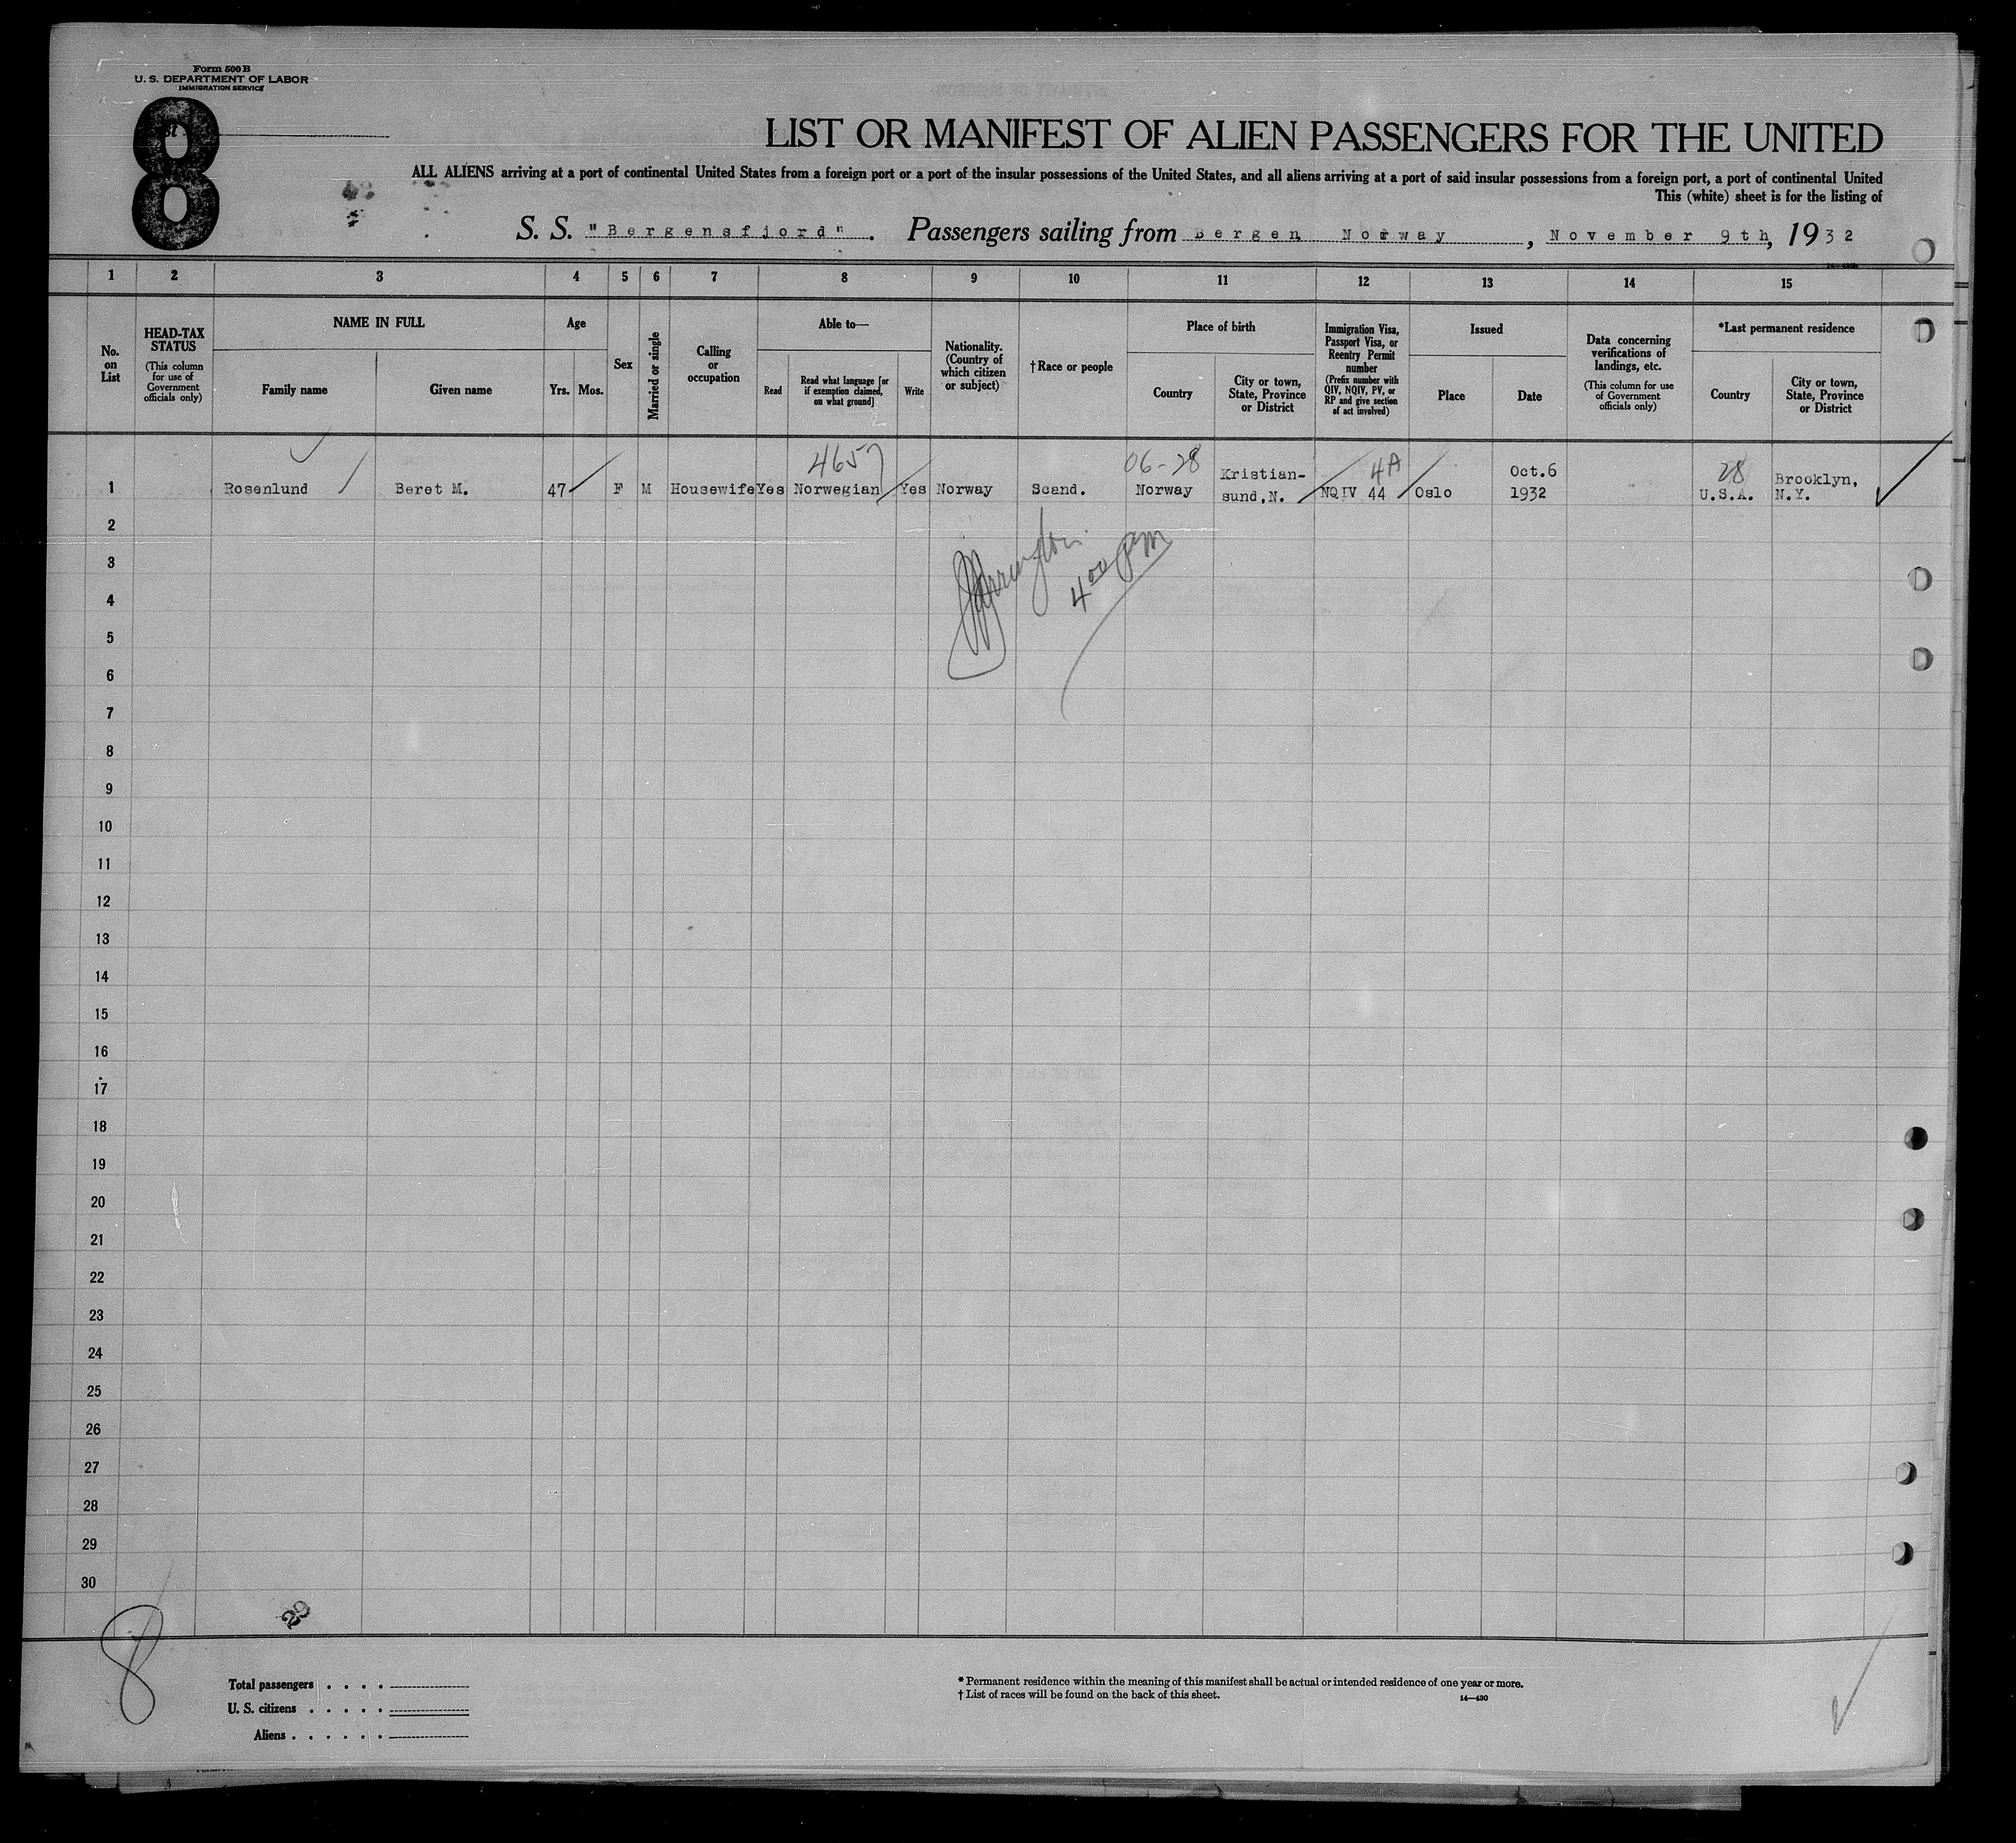 Form 500 B
U. S. DEPARTMENT OF LABOR
IMMIGRATION SERVICE
8
LIST OR MANIFEST OF ALIEN PASSENGERS FOR THE UNITED
ALL ALIENS arriving at a port of continental United States from a foreign port or a port of the insular possessions of the United States, and all aliens arriving at a port of said insular possessions from a foreign port, a port of continental United
This (white) sheet is for the listing of
S. S. "Bergensfjord". Passengers sailing from Bergen Norway, November 9th, 1932
1 2 3 4 5 6 7 8 9 10 11 12 13 14 15
No. on List
HEAD-TAX STATUS
(This column for use of Government officials only)
NAME IN FULL
Family name
Given name
Age
Yrs. Mos.
Sex
Married or single
Calling or occupation
Able to—
Read
Read what language [or if exemption claimed, on what ground]
Write
Nationality. (Country of which citizen or subject)
† Race or people
Place of birth
Country
City or town, State, Province or District
Immigration Visa, Passport Visa, or Reentry Permit number
(Prefix number with QIV, NQIV, PV, or RP and give section of act involved)
Issued
Place
Date
Data concerning verifications of landings, etc.
(This column for use of Government officials only)
*Last permanent residence
Country
City or town, State, Province or District
4657 06-28 4A 28
1 Rosenlund Beret M. 47 F M Housewife Yes Norwegian Yes Norway Scand. Norway Kristian-sund, N. NQIV 44 Oslo Oct. 6 1932 U.S.A. Brooklyn, N.Y.
4 00 PM
2
3
4
5
6
7
8
9
10
11
12
13
14
15
16
17
18
19
20
21
22
23
24
25
26
27
28
29
30
8
Total passengers
U. S. citizens
Aliens
* Permanent residence within the meaning of this manifest shall be actual or intended residence of one year or more.
† List of races will be found on the back of this sheet.
14—430